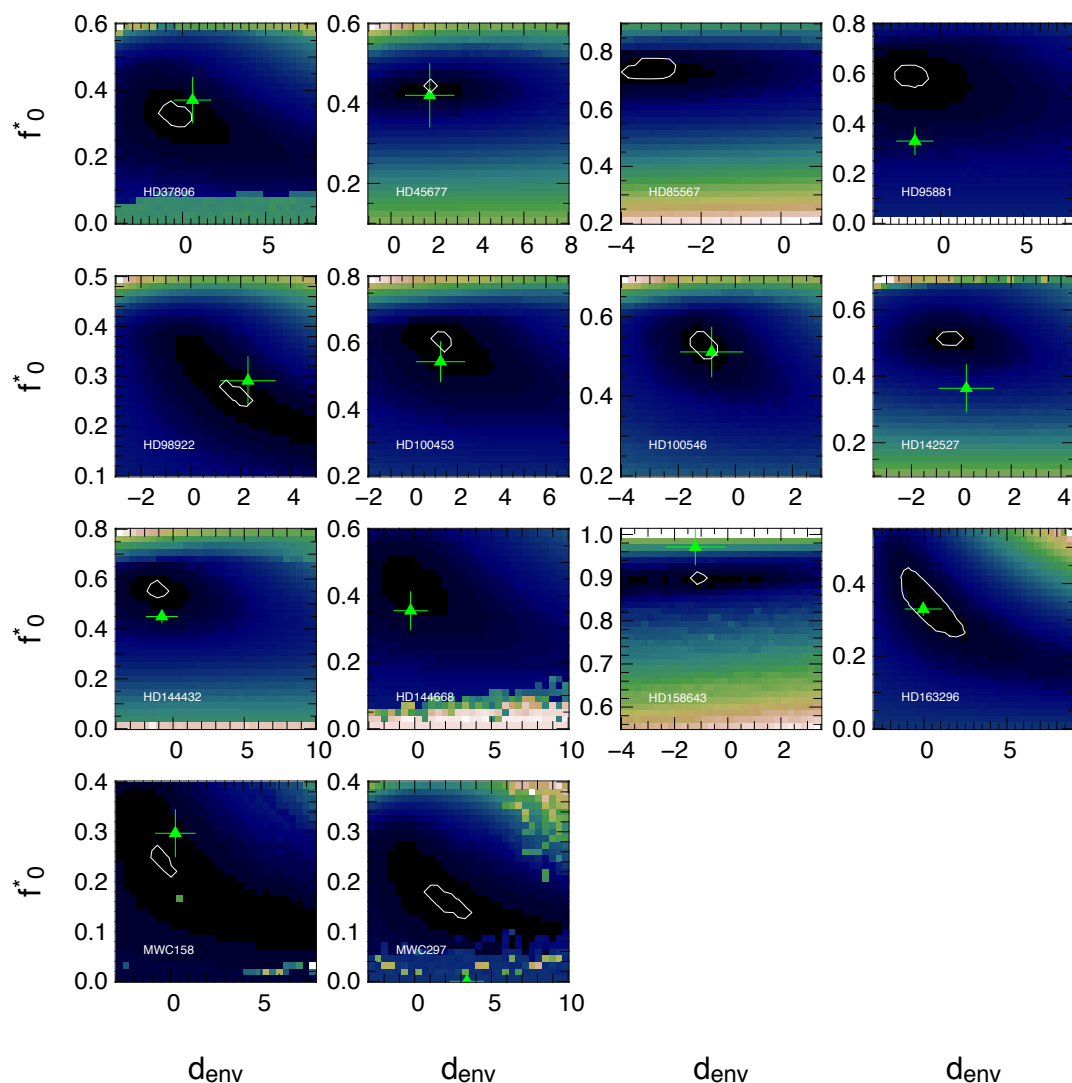 f*0
0.6
0.4
0.2
0.0
HD37806
0 5
0.6
0.4
0.2
HD45677
0 2 4 6 8
0.8
0.6
0.4
0.2
HD85567
−4 −2 0
0.8
0.6
0.4
0.2
0.0
HD95881
0 5
f*0
0.5
0.4
0.3
0.2
0.1
HD98922
−2 0 2 4
0.8
0.6
0.4
0.2
HD100453
−2 0 2 4 6
0.6
0.4
0.2
HD100546
−4 −2 0 2
0.6
0.4
0.2
HD142527
−2 0 2 4
f*0
0.8
0.6
0.4
0.2
0.0
HD144432
0 5 10
0.6
0.4
0.2
0.0
HD144668
0 5 10
1.0
0.9
0.8
0.7
0.6
HD158643
−4 −2 0 2
0.4
0.2
0.0
HD163296
0 5
f*0
0.4
0.3
0.2
0.1
0.0
MWC158
0 5
0.4
0.3
0.2
0.1
0.0
MWC297
0 5 10
denv denv denv denv